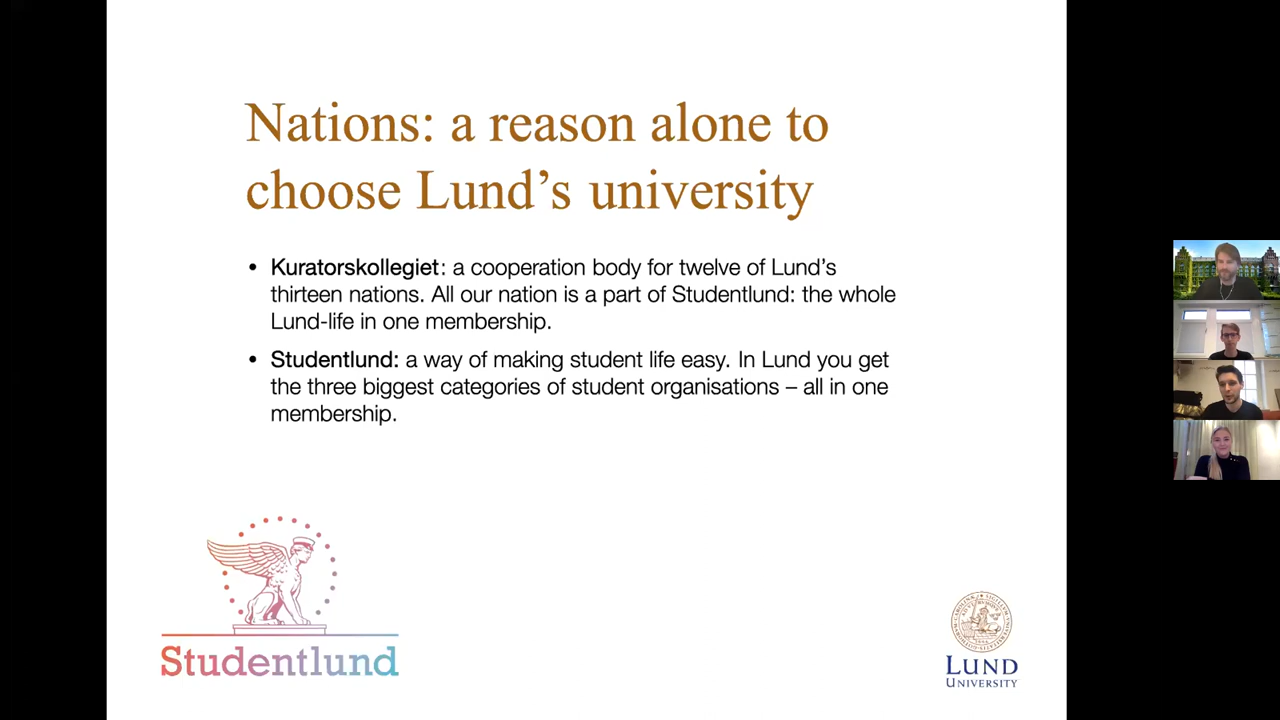 Nations: a reason alone to
choose Lund’s university
• Kuratorskollegiet: a cooperation body for twelve of Lund’s
thirteen nations. All our nation is a part of Studentlund: the whole
Lund-life in one membership.
• Studentlund: a way of making student life easy. In Lund you get
the three biggest categories of student organisations – all in one
membership.
Studentlund
LUND
UNIVERSITY